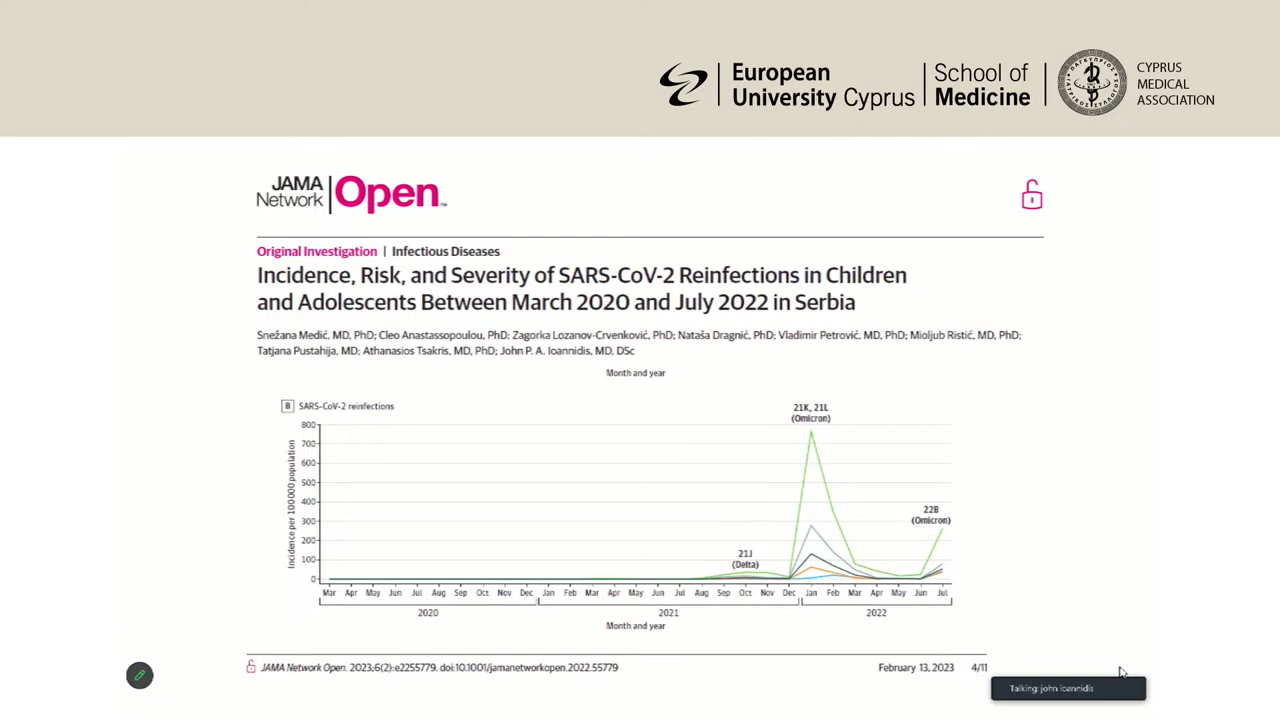 European
University Cyprus
School of
Medicine
ΠΑΓΚΥΠΡΙΟΣ
ΙΑΤΡΙΚΟΣ ΣΥΛΛΟΓΟΣ
CYPRUS
MEDICAL
ASSOCIATION
JAMA
Network
Open™
Original Investigation | Infectious Diseases
Incidence, Risk, and Severity of SARS-CoV-2 Reinfections in Children
and Adolescents Between March 2020 and July 2022 in Serbia
Snežana Medić, MD, PhD; Cleo Anastassopoulou, PhD; Zagorka Lozanov-Crvenković, PhD; Nataša Dragnić, PhD; Vladimir Petrović, MD, PhD; Mioljub Ristić, MD, PhD;
Tatjana Pustahija, MD; Athanasios Tsakris, MD, PhD; John P. A. Ioannidis, MD, DSc
Month and year
B SARS-CoV-2 reinfections
Incidence per 100 000 population
800
700
600
500
400
300
200
100
0
21J
(Delta)
21K, 21L
(Omicron)
22B
(Omicron)
Mar Apr May Jun Jul Aug Sep Oct Nov Dec Jan Feb Mar Apr May Jun Jul Aug Sep Oct Nov Dec Jan Feb Mar Apr May Jun Jul
2020 2021 2022
Month and year
JAMA Network Open. 2023;6(2):e2255779. doi:10.1001/jamanetworkopen.2022.55779
February 13, 2023 4/11
Talking: john ioannidis